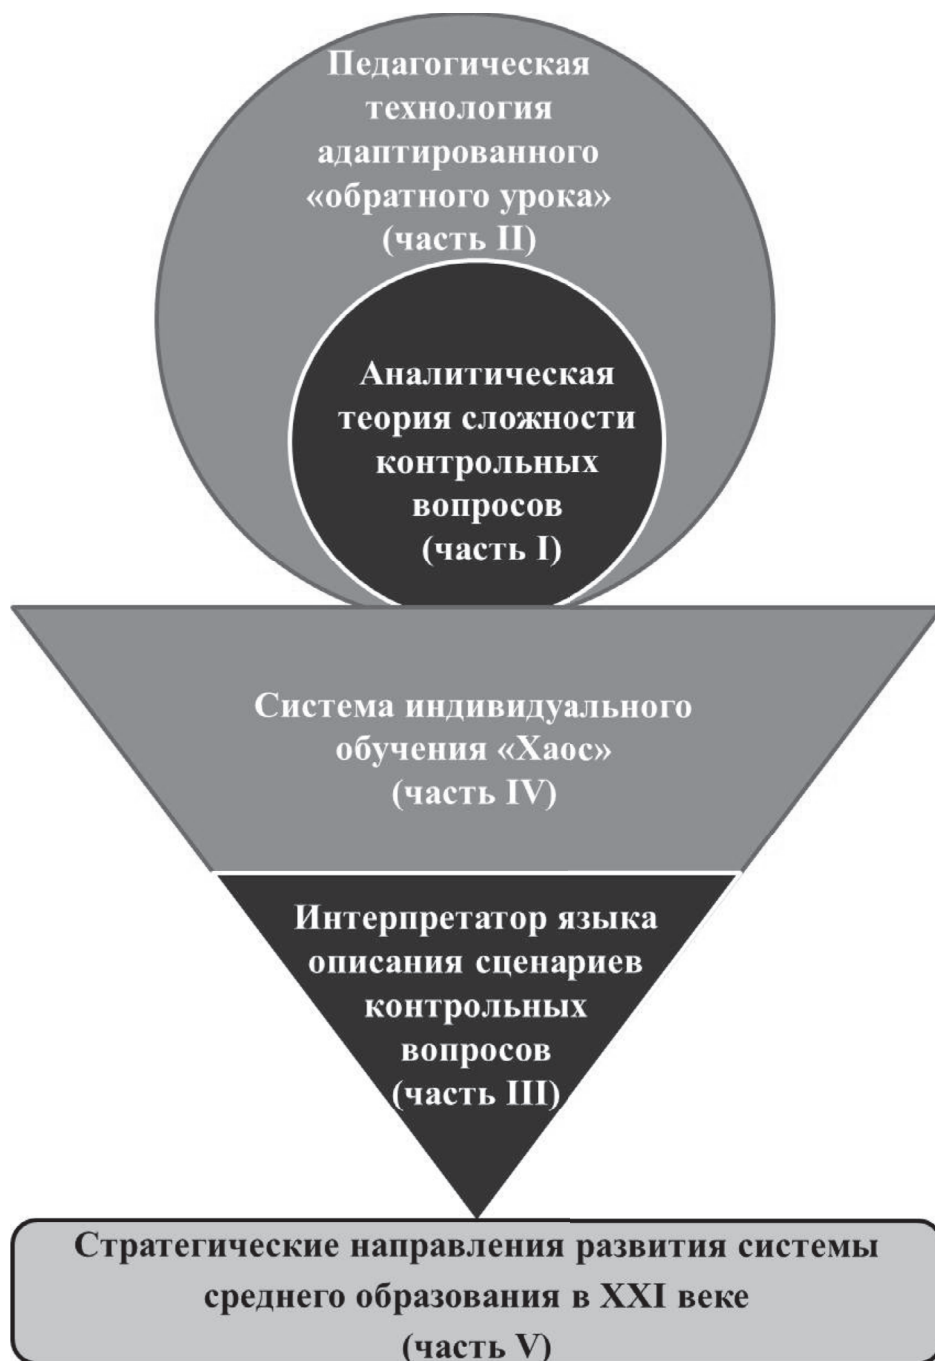 Педагогическая
технология
адаптированного
«обратного урока»
(часть II)
Аналитическая
теория сложности
контрольных
вопросов
(часть I)
Система индивидуального
обучения «Хаос»
(часть IV)
Интерпретатор языка
описания сценариев
контрольных
вопросов
(часть III)
Стратегические направления развития системы
среднего образования в XXI веке
(часть V)